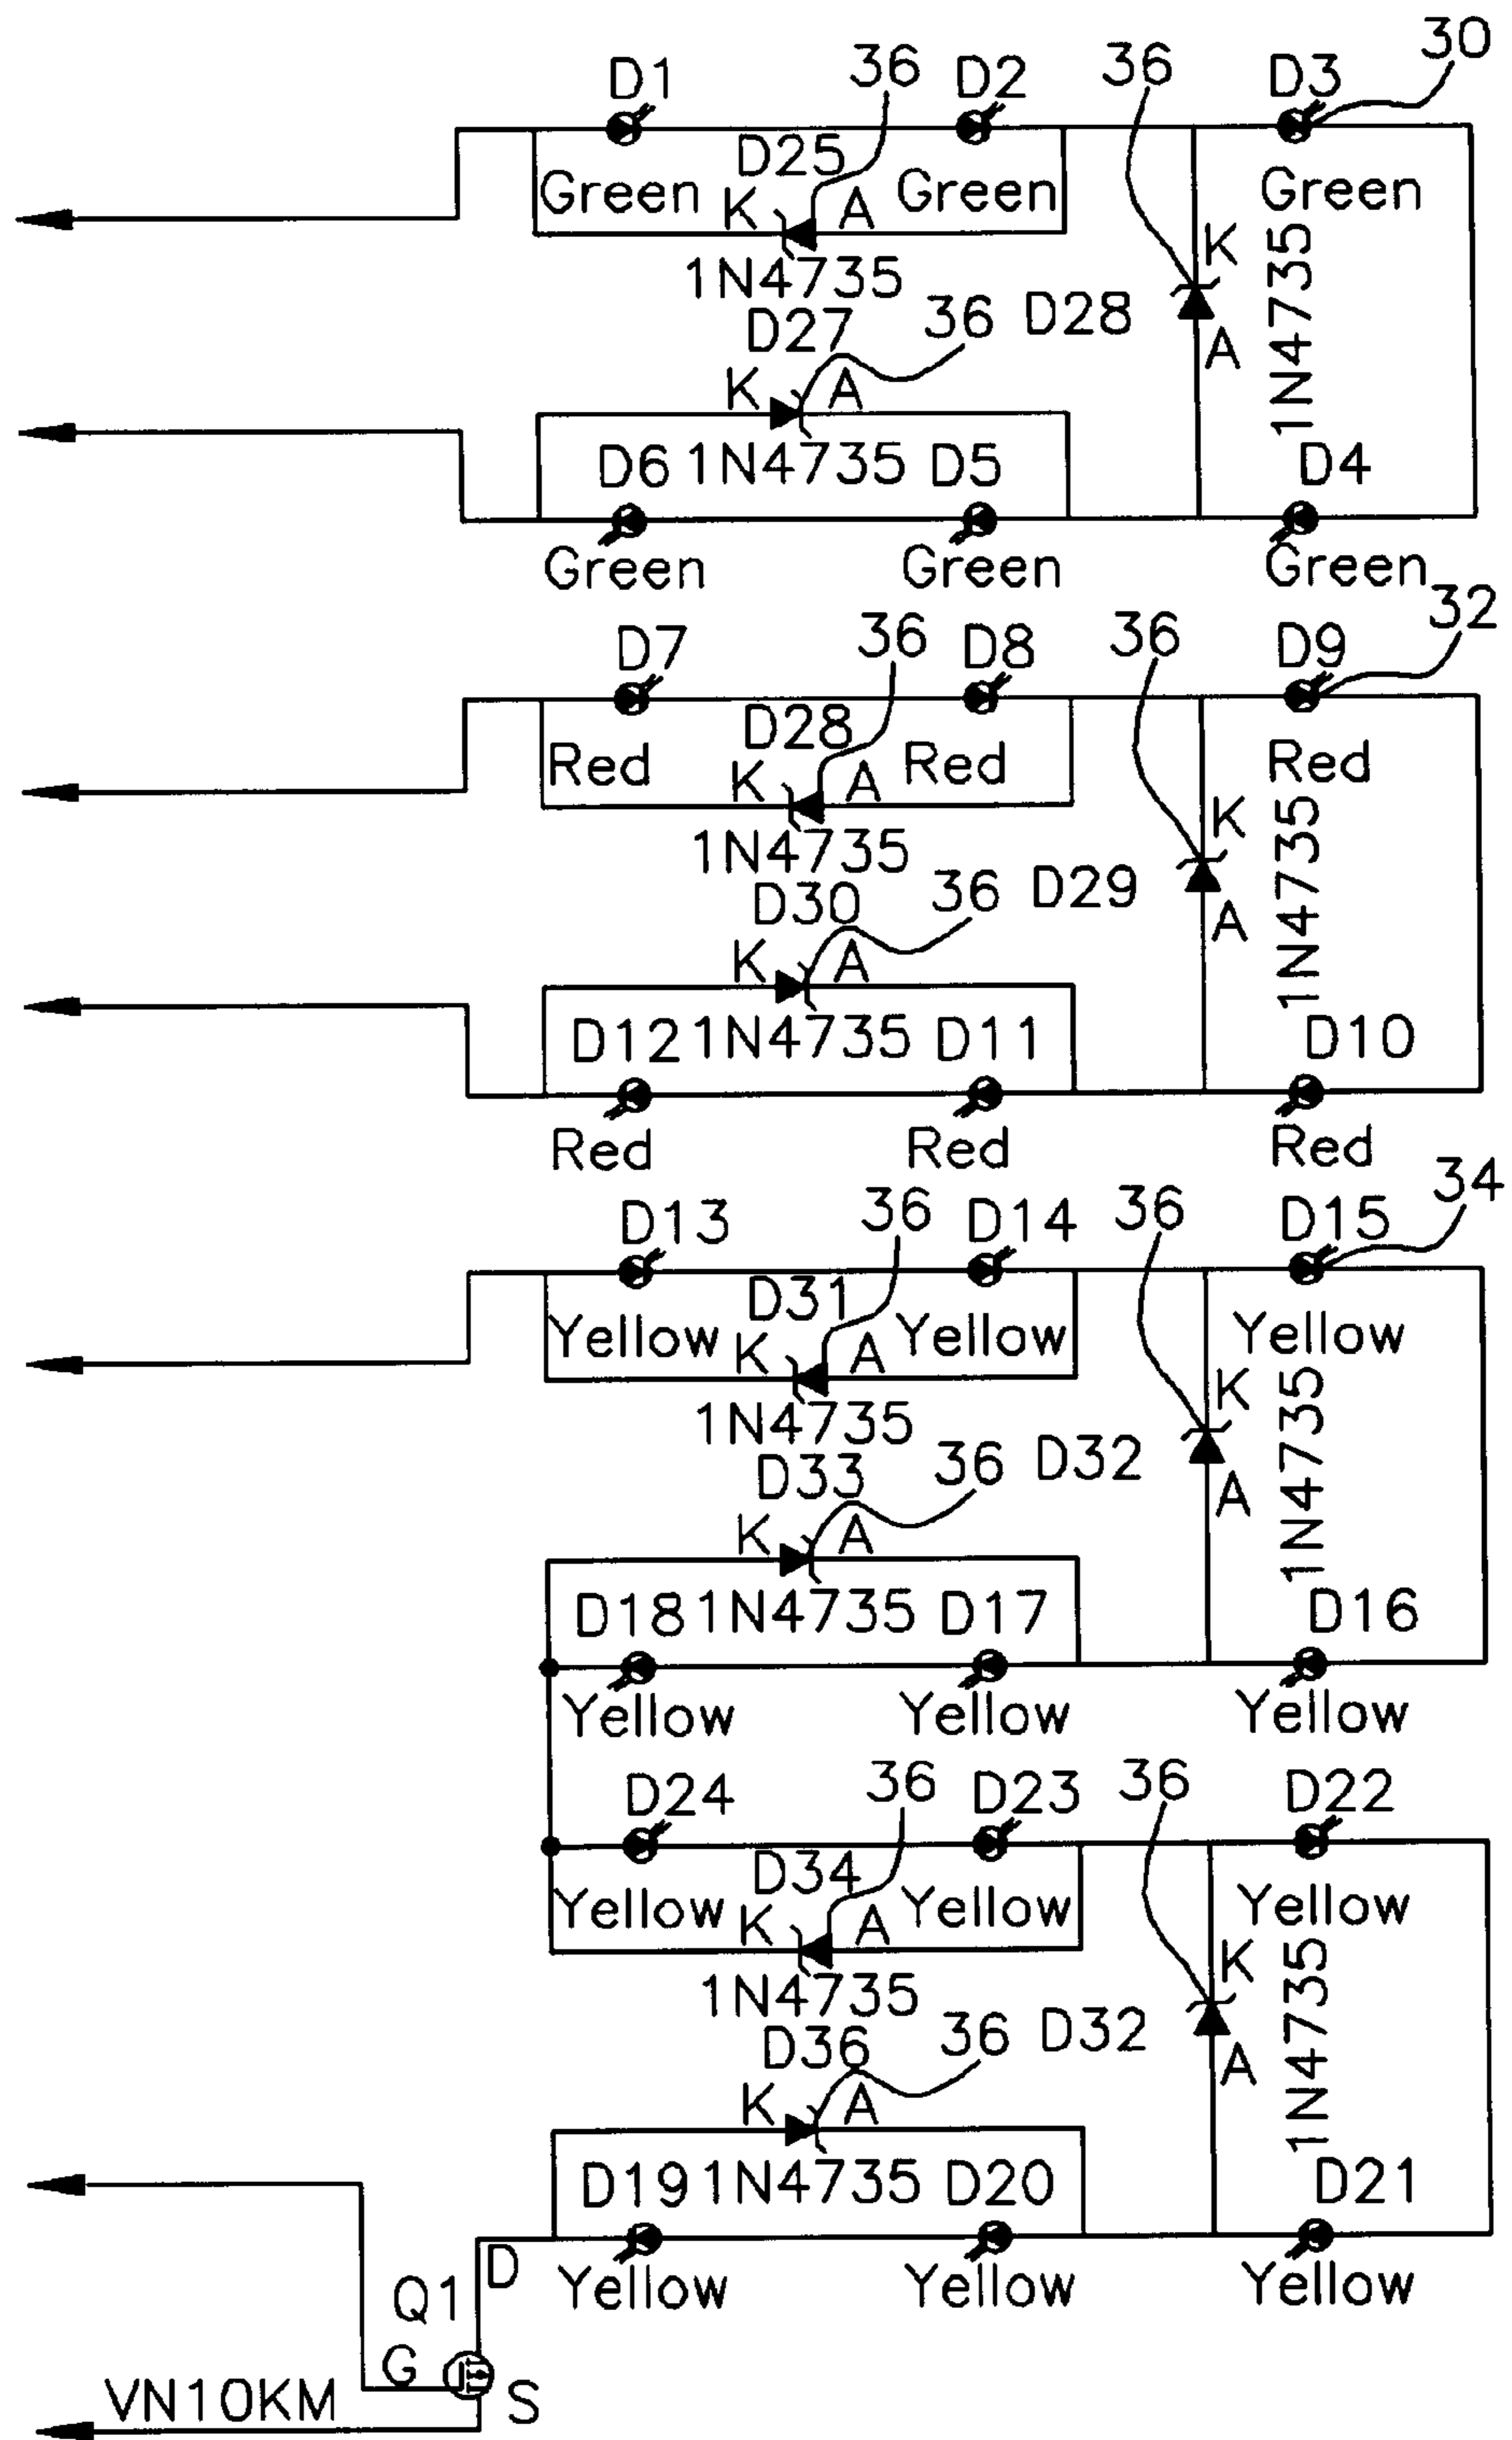 30
D1
36
D2
36
D3
D25
Green
Green
Green
K
A
K
1N4735
1N4735
D27
36
D28
A
K
A
D6
1N4735
D5
D4
Green
Green
Green
32
D7
36
D8
36
D9
D28
Red
Red
Red
K
A
K
1N4735
1N4735
D30
36
D29
A
K
A
D12
1N4735
D11
D10
Red
Red
Red
34
D13
36
D14
36
D15
D31
Yellow
Yellow
Yellow
K
A
K
1N4735
1N4735
D33
36
D32
A
K
A
D18
1N4735
D17
D16
Yellow
Yellow
Yellow
D24
36
D23
36
D22
D34
Yellow
Yellow
Yellow
K
A
K
1N4735
1N4735
D36
36
D32
A
K
A
D19
1N4735
D20
D21
D
Yellow
Yellow
Yellow
Q1
G
VN10KM
S